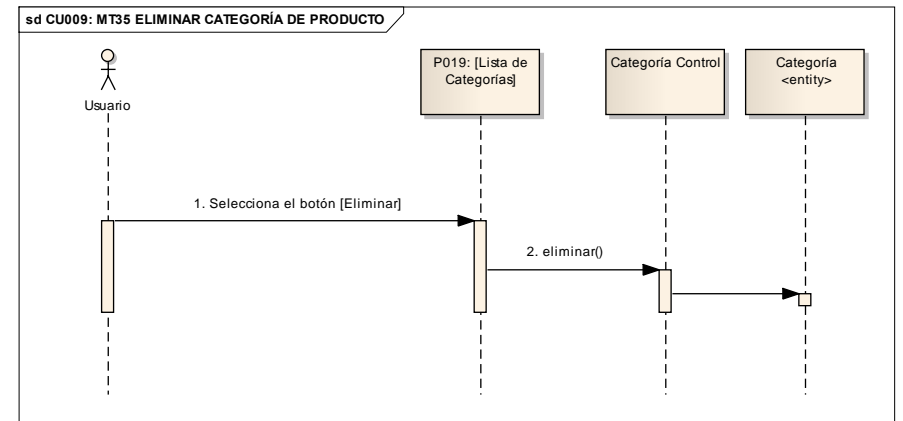 sd CU009: MT35 ELIMINAR CATEGORÍA DE PRODUCTO
Usuario
P019: [Lista de
Categorías]
Categoría Control
Categoría
<entity>
1. Selecciona el botón [Eliminar]
2. eliminar()